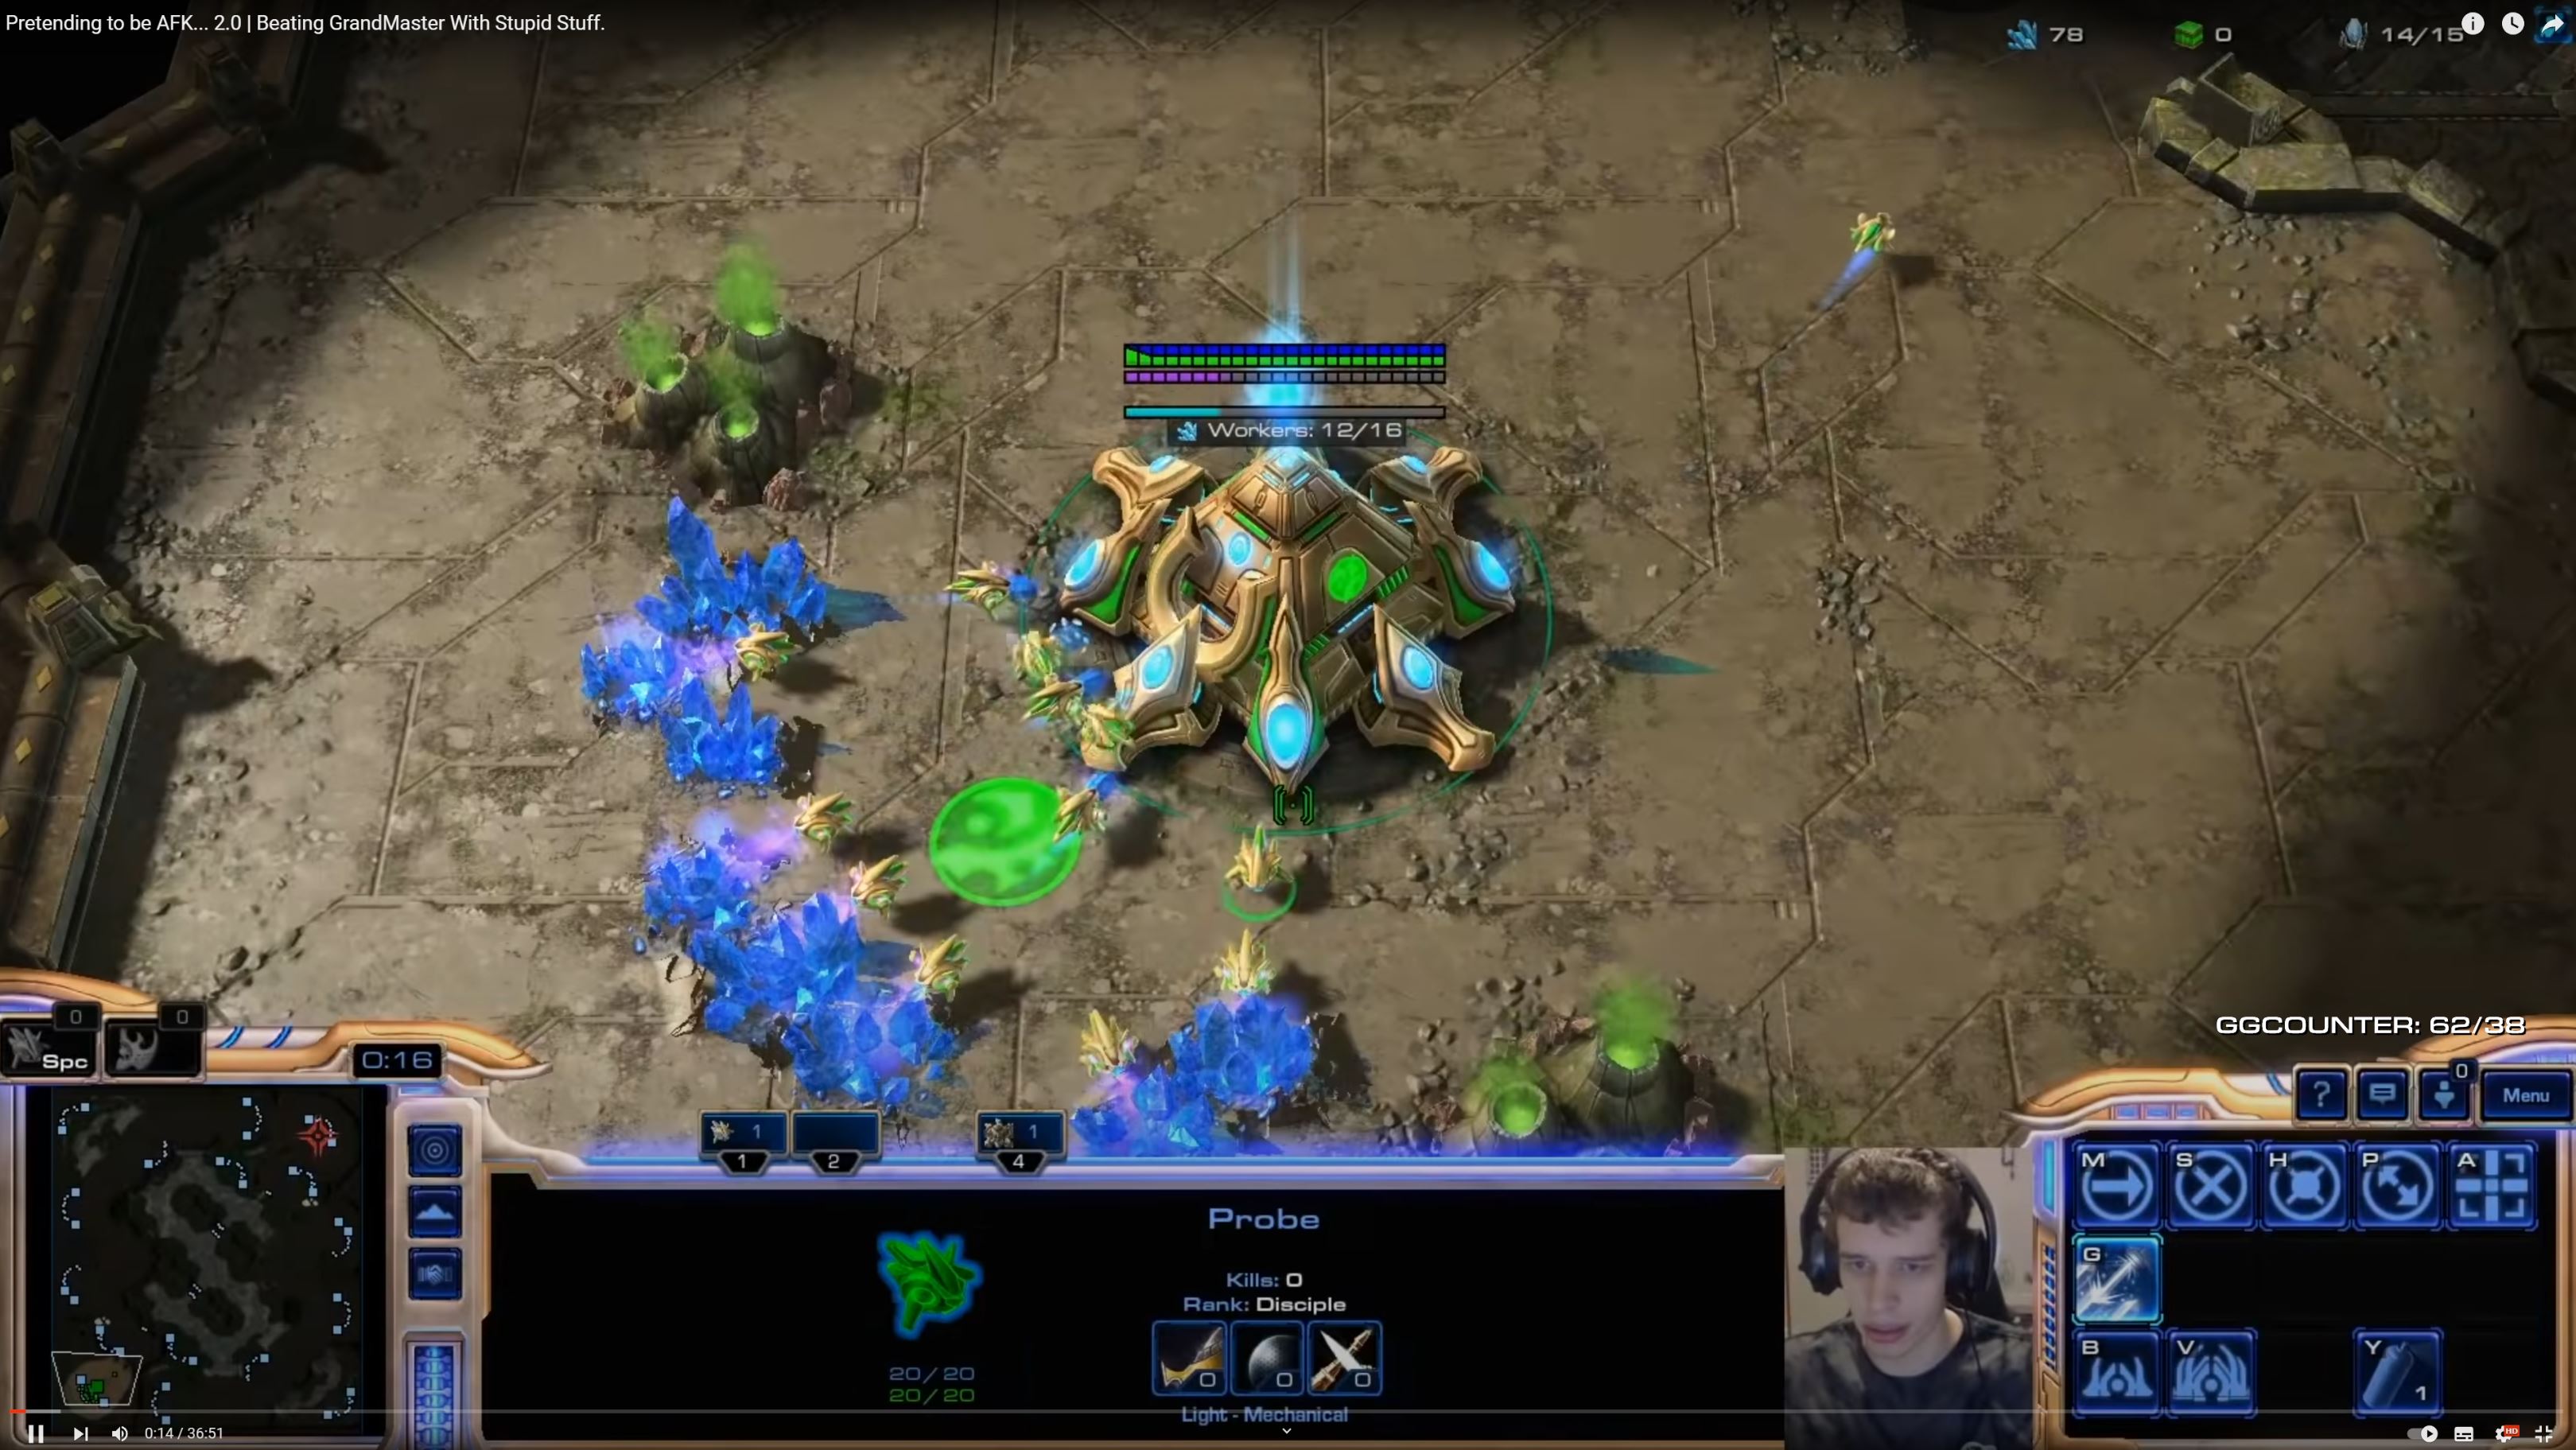 Pretending to be AFK... 2.0 | Beating GrandMaster With Stupid Stuff.
78
0
14/15
Workers: 12/16
GGCOUNTER: 62/38
0
0
Spc
0:16
0
Menu
1
1
1
2
4
M
S
H
P
A
Probe
G
Kills: 0
Rank: Disciple
0
0
0
B
V
Y
1
20/20
20/20
Light - Mechanical
0:14 / 36:51
HD